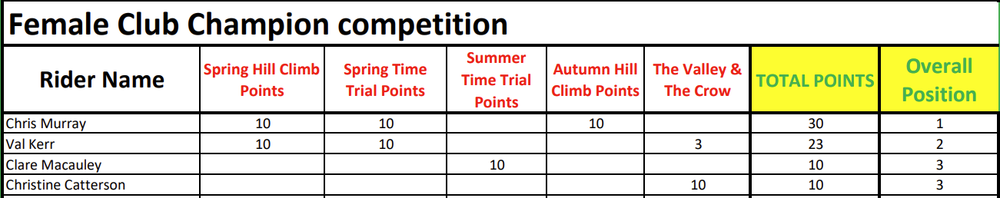 Female Club Champion competition
Rider Name | Spring Hill Climb Points | Spring Time Trial Points | Summer Time Trial Points | Autumn Hill Climb Points | The Valley & The Crow | TOTAL POINTS | Overall Position
Chris Murray 10 10 10 30 1
Val Kerr 10 10 3 23 2
Clare Macauley 10 10 3
Christine Catterson 10 10 3